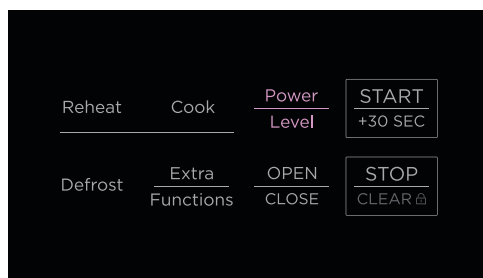 Reheat
Cook
Power
Level
START
+30 SEC
Defrost
Extra
Functions
OPEN
CLOSE
STOP
CLEAR